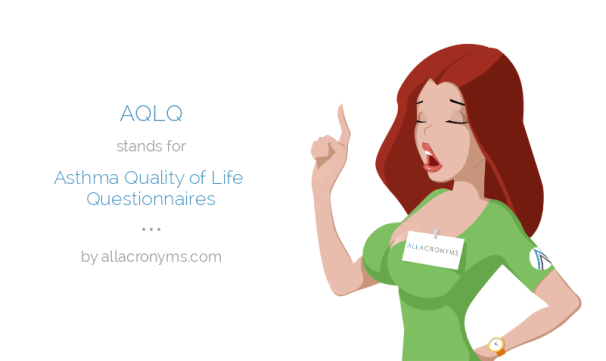 AQLQ
stands for
Asthma Quality of Life
Questionnaires
...
by allacronyms.com
ALLACRONYMS